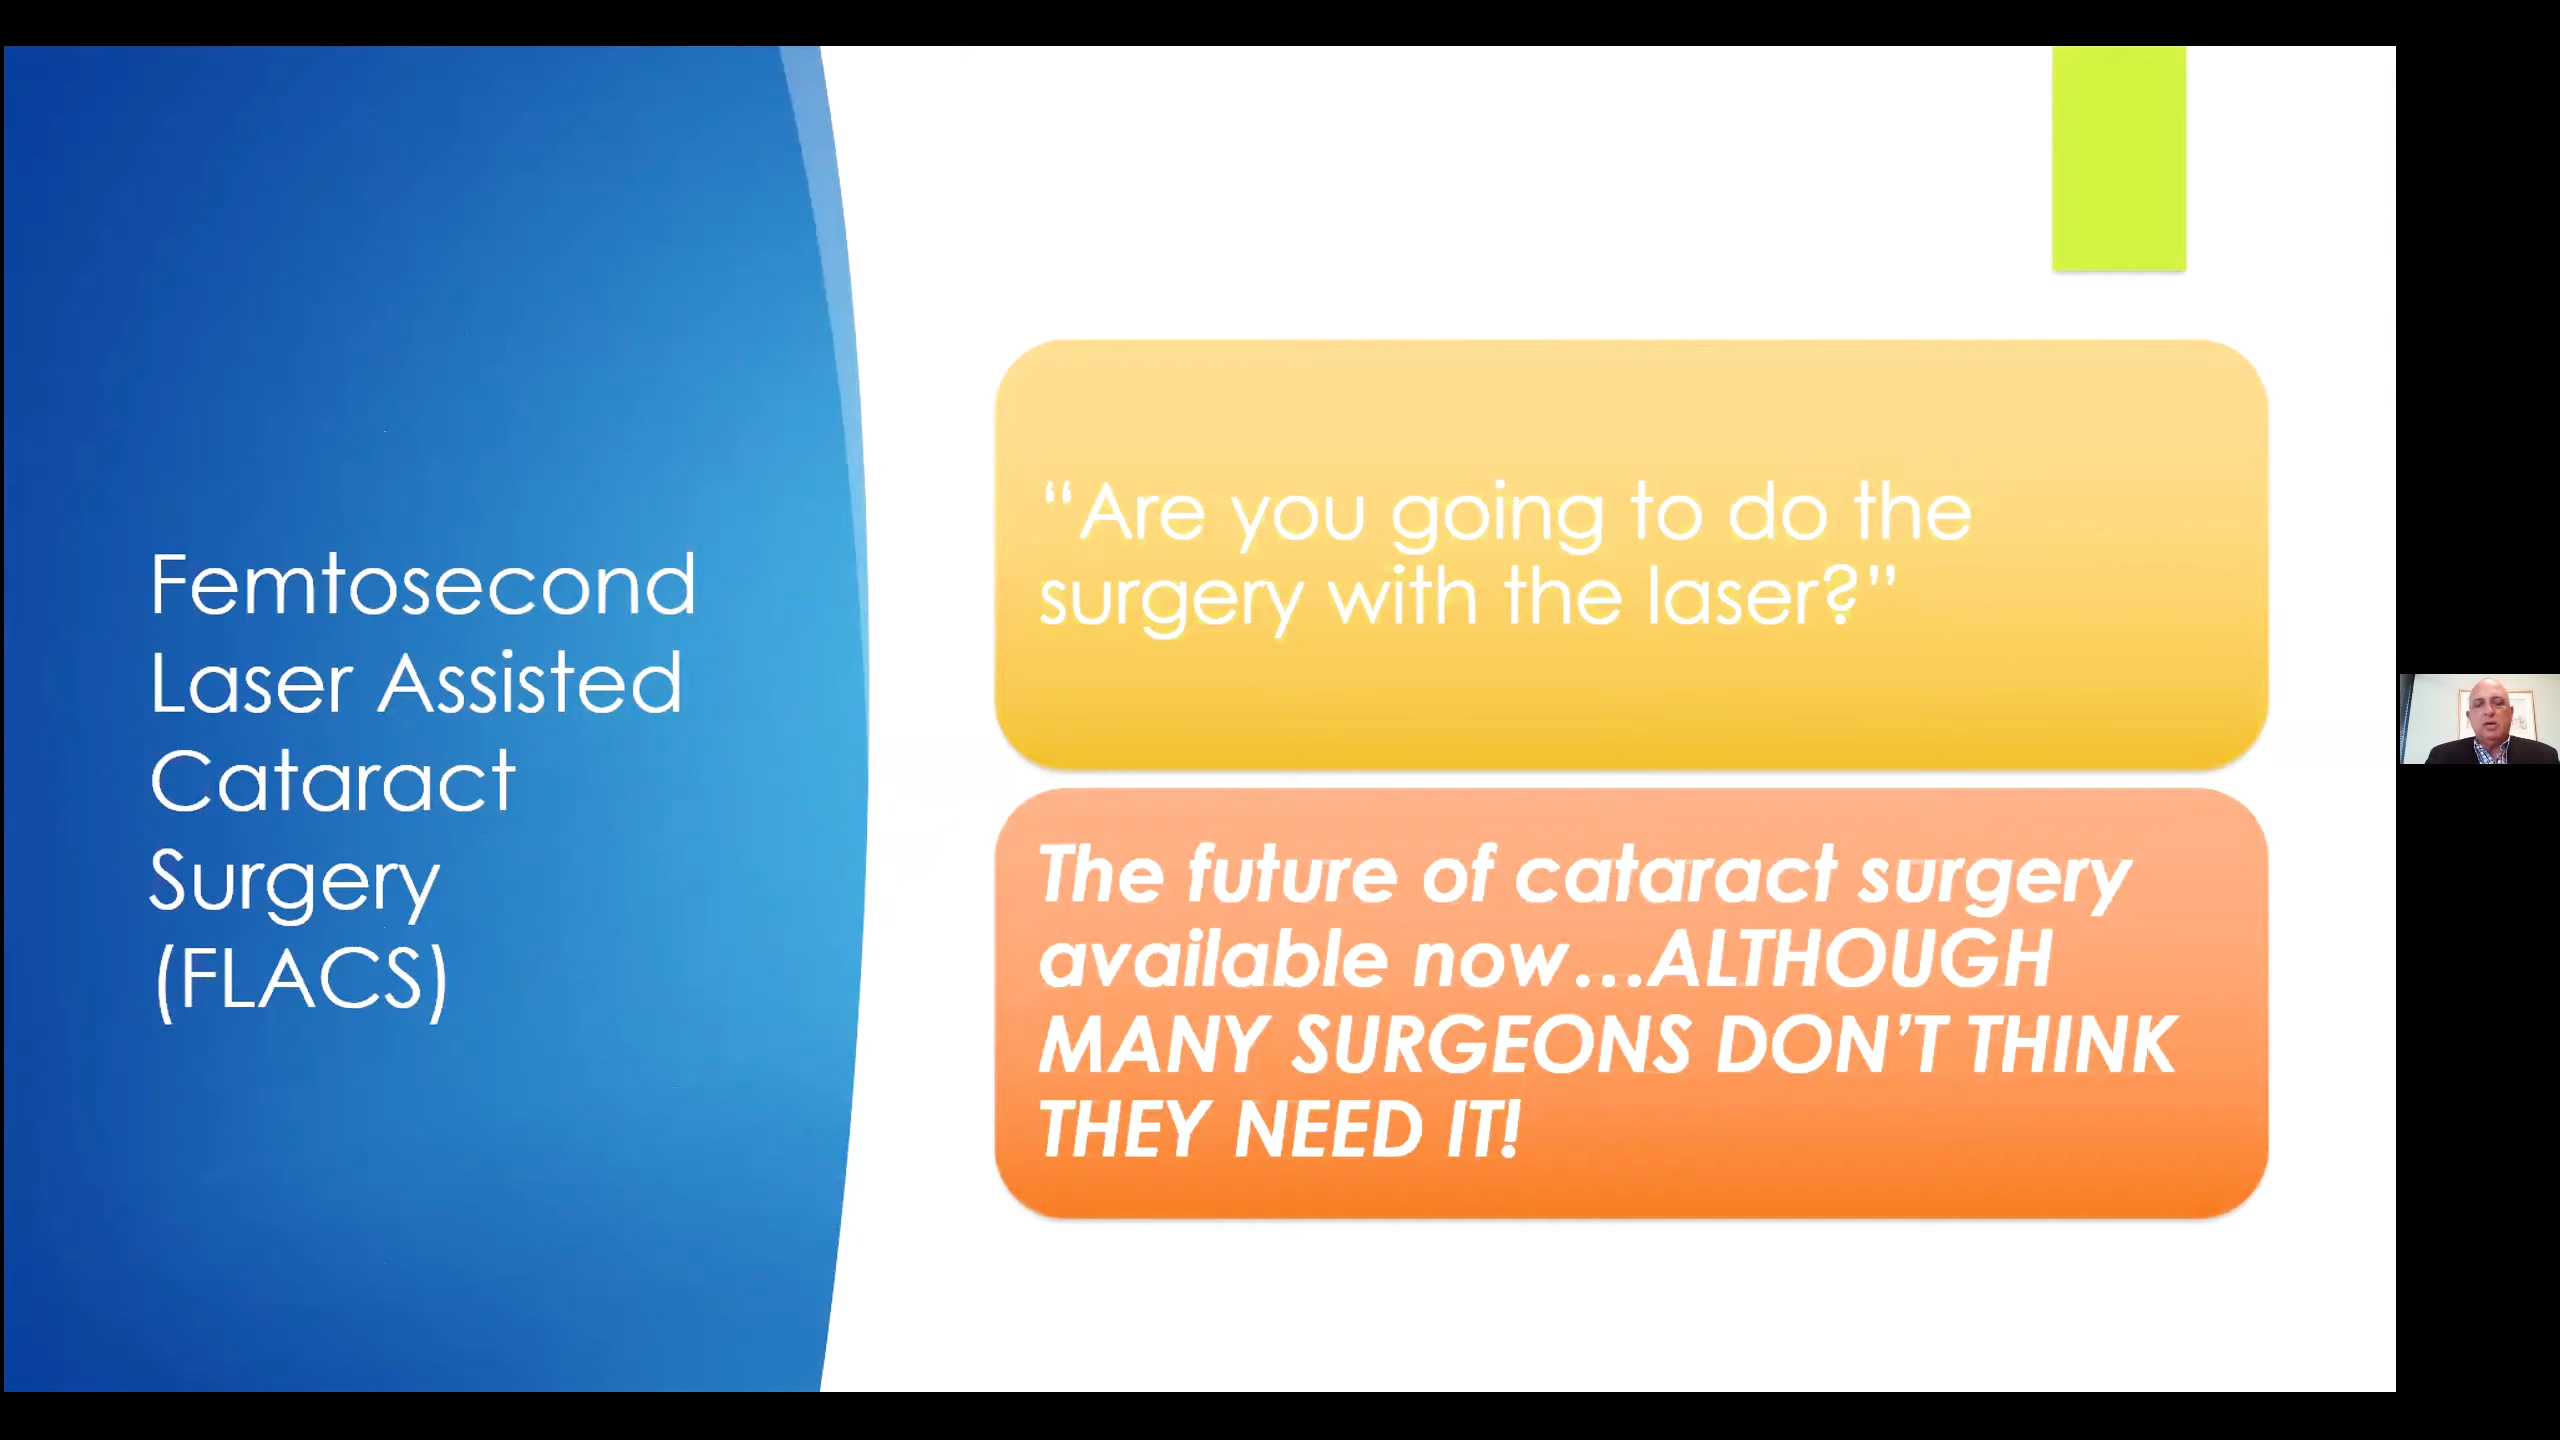 Femtosecond
Laser Assisted
Cataract
Surgery
(FLACS)
“Are you going to do the
surgery with the laser?”
The future of cataract surgery
available now…ALTHOUGH
MANY SURGEONS DON’T THINK
THEY NEED IT!